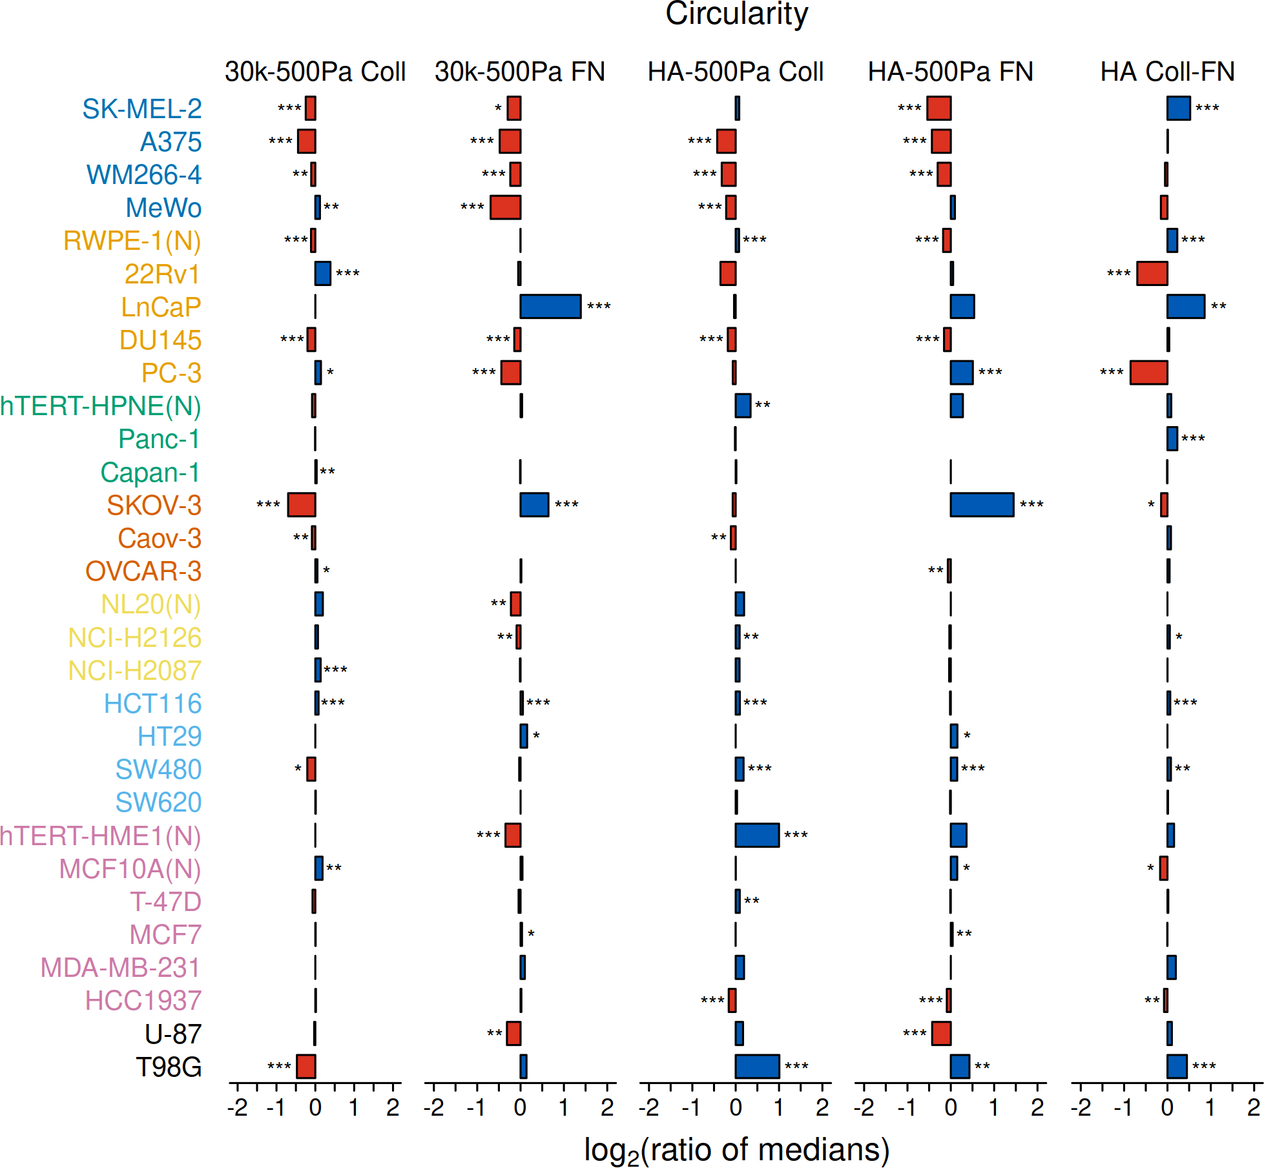 Circularity
30k-500Pa Coll 30k-500Pa FN HA-500Pa Coll HA-500Pa FN HA Coll-FN
SK-MEL-2 *** * *** ***
A375 *** *** *** ***
WM266-4 ** *** *** ***
MeWo ** *** ***
RWPE-1(N) *** *** *** ***
22Rv1 *** ***
LnCaP *** **
DU145 *** *** *** ***
PC-3 * *** *** ***
hTERT-HPNE(N) **
Panc-1 ***
Capan-1 **
SKOV-3 *** *** *** *
Caov-3 ** **
OVCAR-3 * **
NL20(N) **
NCI-H2126 ** ** *
NCI-H2087 ***
HCT116 *** *** *** ***
HT29 * *
SW480 * *** *** **
SW620
hTERT-HME1(N) *** ***
MCF10A(N) ** * *
T-47D **
MCF7 * **
MDA-MB-231
HCC1937 *** *** **
U-87 ** ***
T98G *** *** ** ***
-2 -1 0 1 2 -2 -1 0 1 2 -2 -1 0 1 2 -2 -1 0 1 2 -2 -1 0 1 2
log₂(ratio of medians)